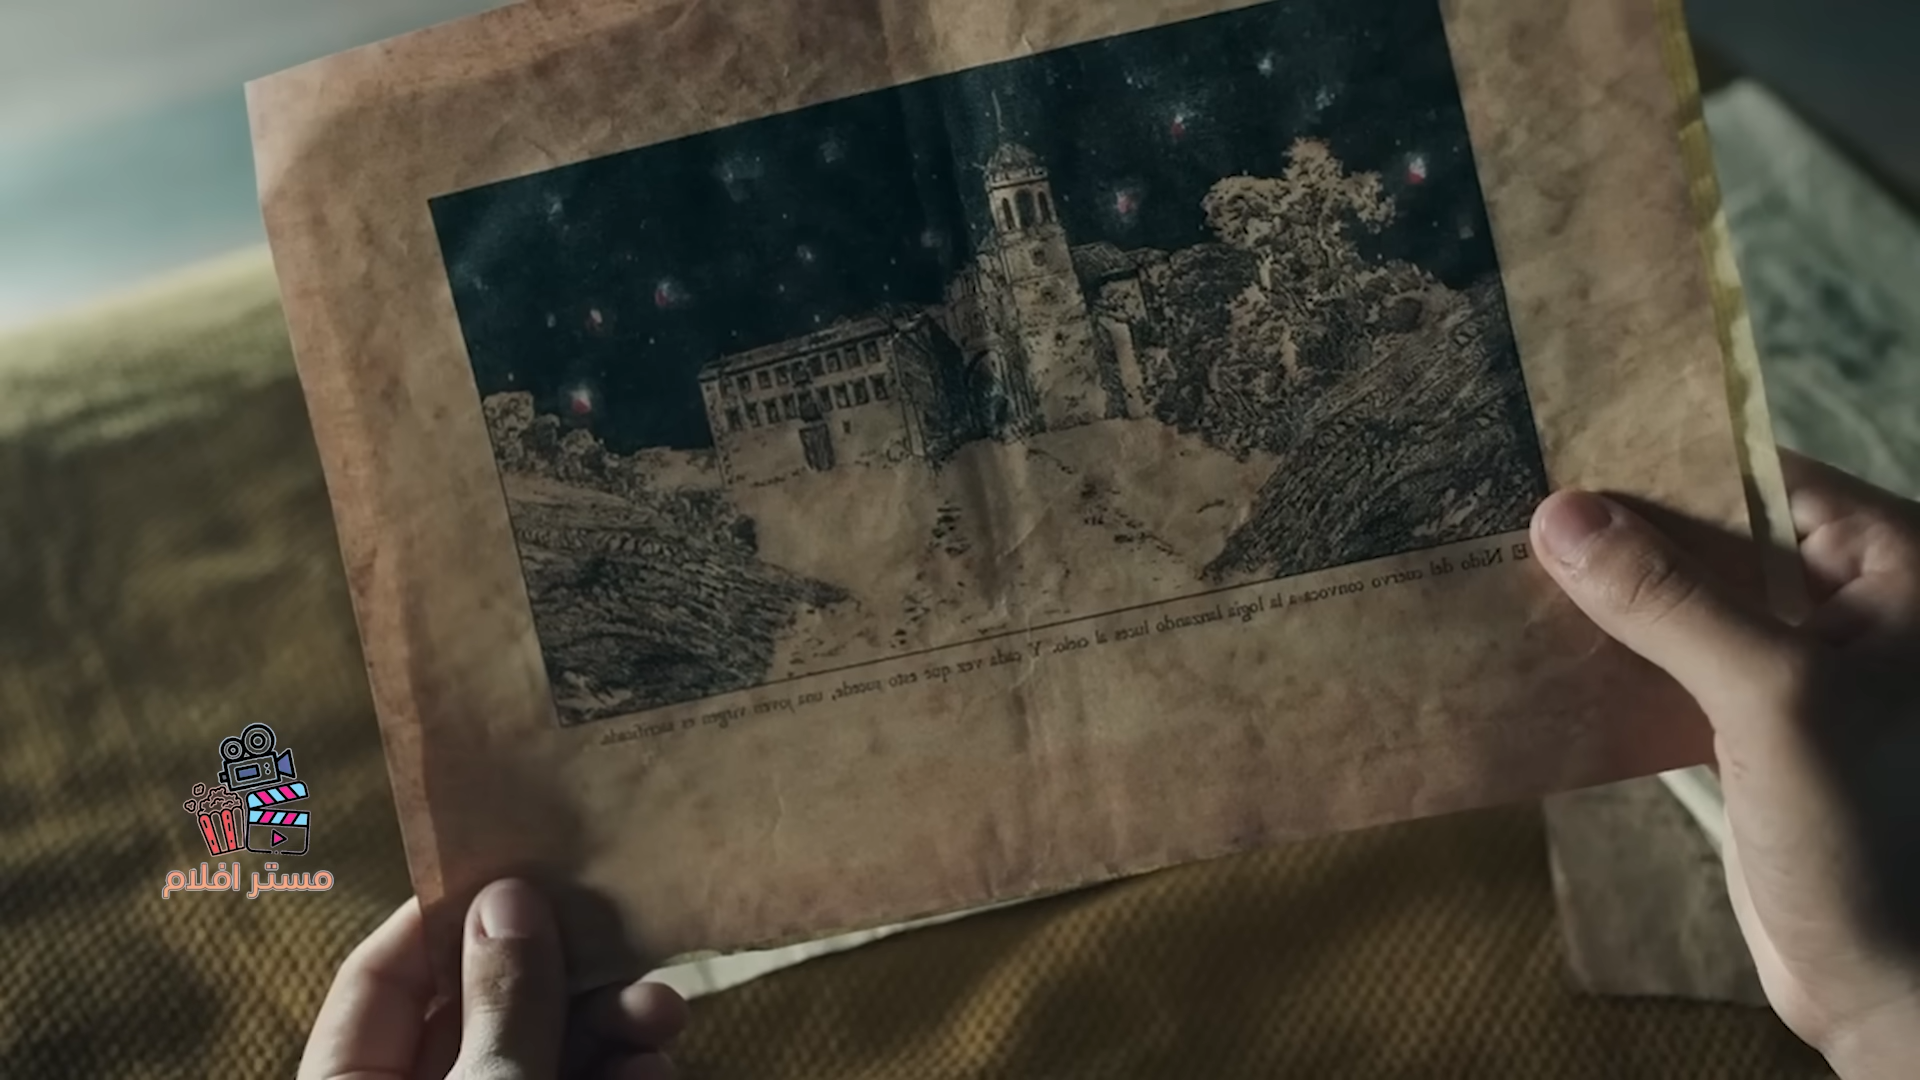 El Nido del cuervo convoca a la logia lanzando luces al cielo. Y cada vez que esto sucede, una joven virgen es sacrificada.
مستر افلام